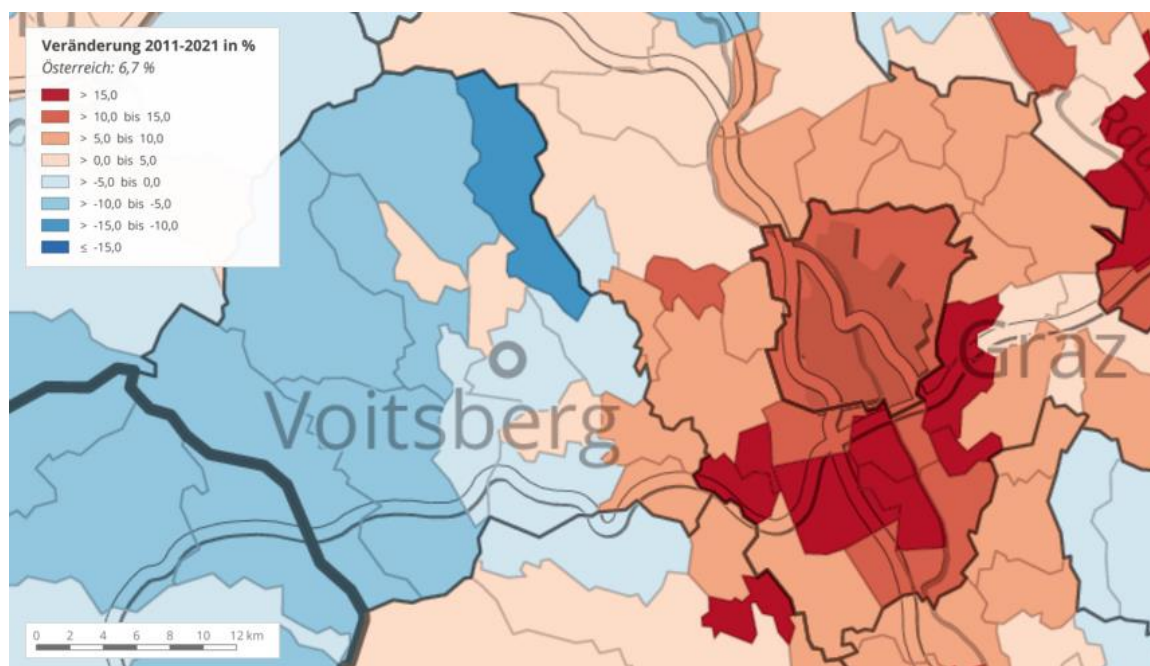 Veränderung 2011-2021 in %
Österreich: 6,7 %
> 15,0
> 10,0 bis 15,0
> 5,0 bis 10,0
> 0,0 bis 5,0
> -5,0 bis 0,0
> -10,0 bis -5,0
> -15,0 bis -10,0
≤ -15,0
Graz
Voitsberg
0 2 4 6 8 10 12 km